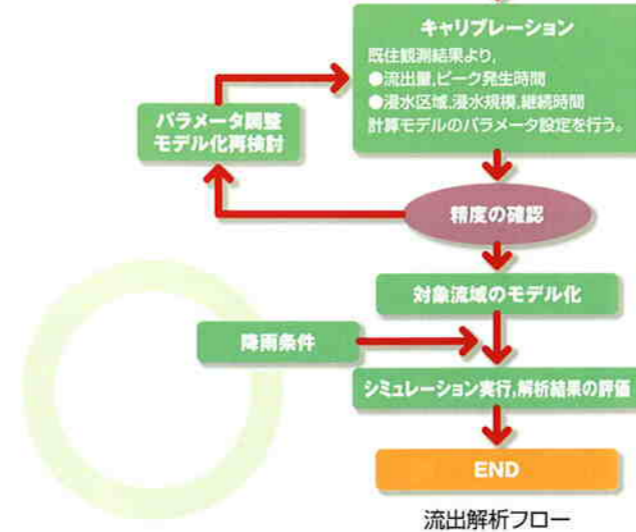 キャリブレーション
既住観測結果より,
●流出量,ピーク発生時間
●浸水区域,浸水規模,継続時間
計算モデルのパラメータ設定を行う。
パラメータ調整
モデル化再検討
精度の確認
対象流域のモデル化
降雨条件
シミュレーション実行,解析結果の評価
END
流出解析フロー